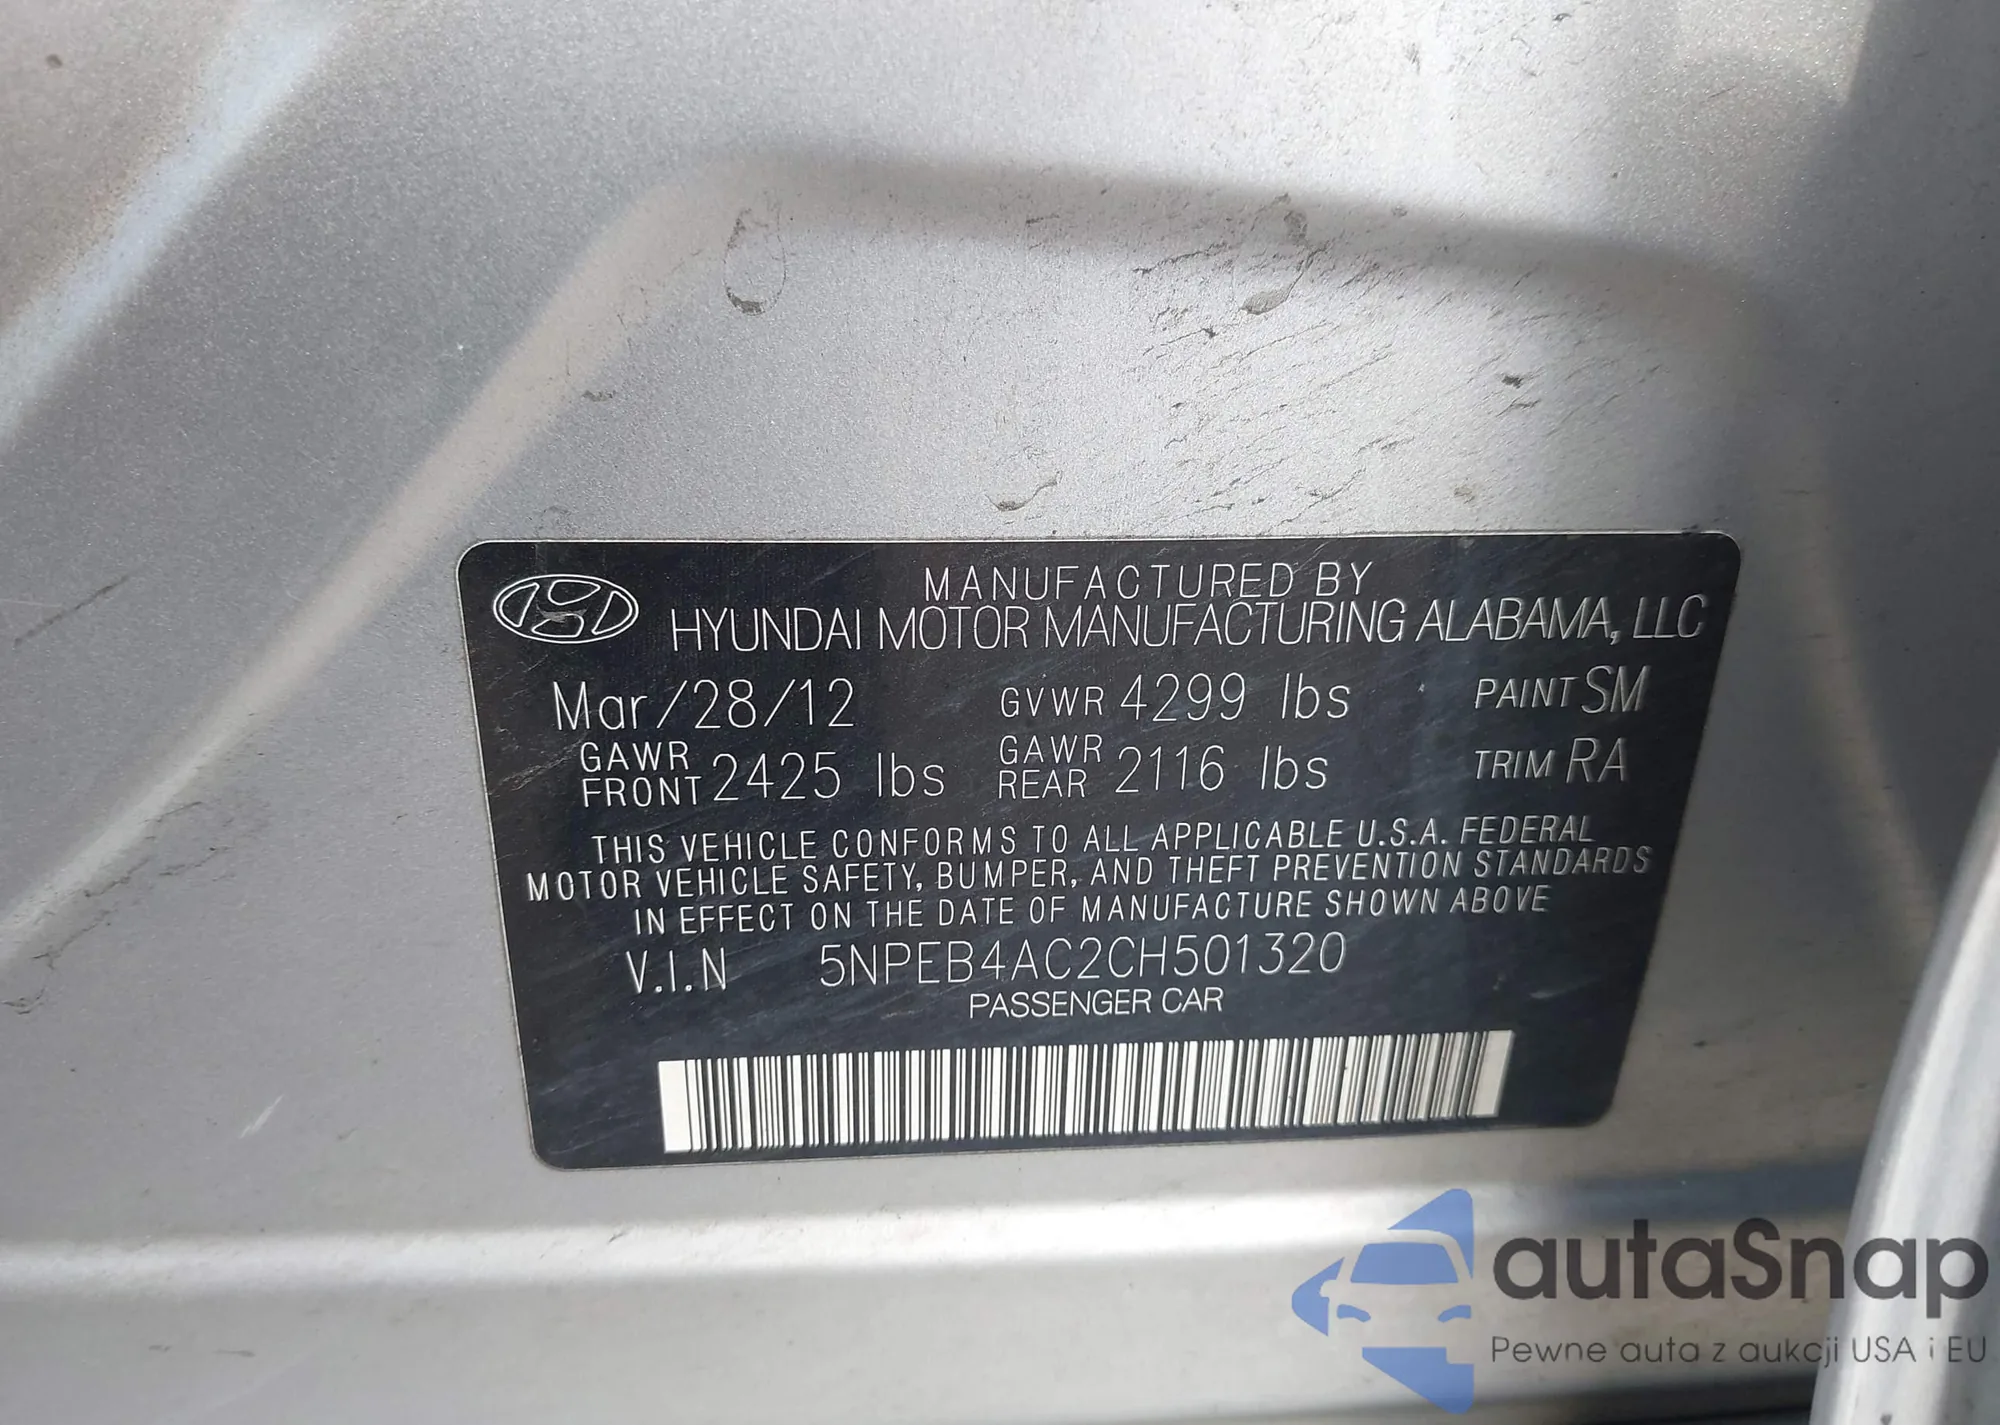 MANUFACTURED BY
HYUNDAI MOTOR MANUFACTURING ALABAMA, LLC
Mar/28/12 GVWR 4299 lbs PAINT SM
GAWR FRONT 2425 lbs GAWR REAR 2116 lbs TRIM RA
THIS VEHICLE CONFORMS TO ALL APPLICABLE U.S.A. FEDERAL
MOTOR VEHICLE SAFETY, BUMPER, AND THEFT PREVENTION STANDARDS
IN EFFECT ON THE DATE OF MANUFACTURE SHOWN ABOVE
V.I.N 5NPEB4AC2CH501320
PASSENGER CAR
autaSnap
Pewne auta z aukcji USA i EU